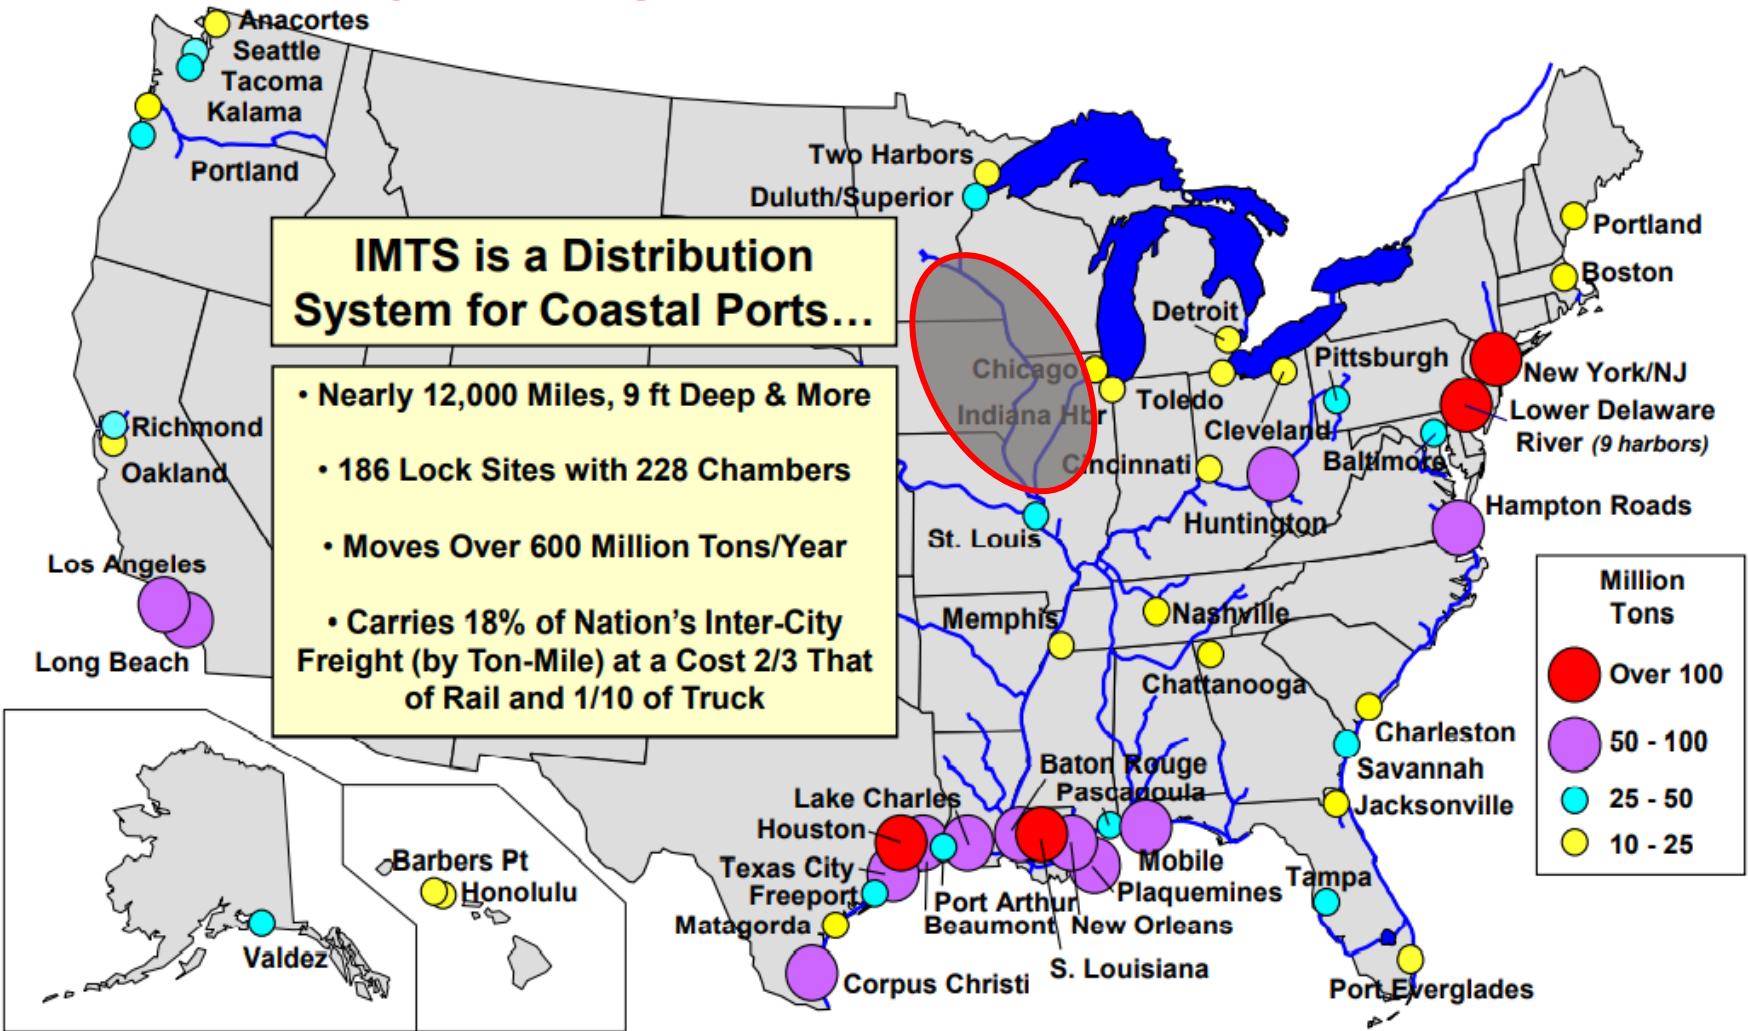 Anacortes
Seattle
Tacoma
Kalama
Portland
Two Harbors
Duluth/Superior
IMTS is a Distribution
System for Coastal Ports…
• Nearly 12,000 Miles, 9 ft Deep & More
• 186 Lock Sites with 228 Chambers
• Moves Over 600 Million Tons/Year
• Carries 18% of Nation's Inter-City
Freight (by Ton-Mile) at a Cost 2/3 That
of Rail and 1/10 of Truck
Portland
Boston
Detroit
Pittsburgh
Chicago
Indiana Hbr
Toledo
Cleveland
New York/NJ
Lower Delaware
River (9 harbors)
Richmond
Oakland
Cincinnati
Baltimore
Huntington
Hampton Roads
St. Louis
Los Angeles
Long Beach
Memphis
Nashville
Chattanooga
Million
Tons
Over 100
50 - 100
25 - 50
10 - 25
Charleston
Savannah
Jacksonville
Baton Rouge
Pascagoula
Lake Charles
Houston
Texas City
Freeport
Matagorda
Port Arthur
Beaumont
New Orleans
Mobile
Plaquemines
S. Louisiana
Corpus Christi
Tampa
Port Everglades
Barbers Pt
Honolulu
Valdez